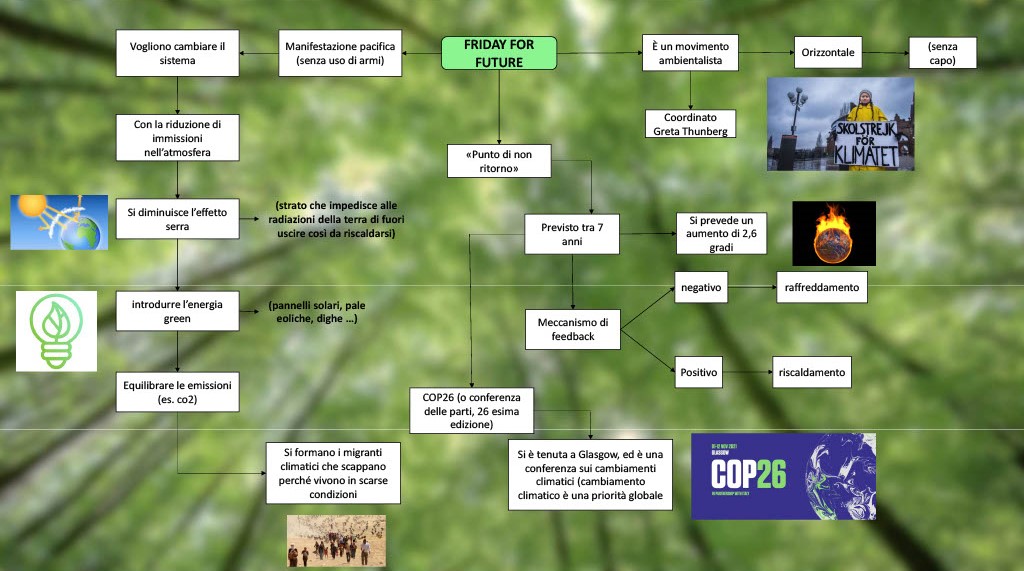 FRIDAY FOR
FUTURE
Manifestazione pacifica
(senza uso di armi)
Vogliono cambiare il
sistema
Con la riduzione di
immissioni
nell'atmosfera
Si diminuisce l'effetto
serra
(strato che impedisce alle
radiazioni della terra di fuori
uscire così da riscaldarsi)
introdurre l'energia
green
(pannelli solari, pale
eoliche, dighe ...)
Equilibrare le emissioni
(es. co2)
Si formano i migranti
climatici che scappano
perché vivono in scarse
condizioni
È un movimento
ambientalista
Orizzontale
(senza
capo)
Coordinato
Greta Thunberg
SKOLSTREJK
FÖR
KLIMATET
«Punto di non
ritorno»
Previsto tra 7
anni
Si prevede un
aumento di 2,6
gradi
Meccanismo di
feedback
negativo
raffreddamento
Positivo
riscaldamento
COP26 (o conferenza
delle parti, 26 esima
edizione)
Si è tenuta a Glasgow, ed è una
conferenza sui cambiamenti
climatici (cambiamento
climatico è una priorità globale
GLASGOW
COP26
IN PARTNERSHIP WITH ITALY